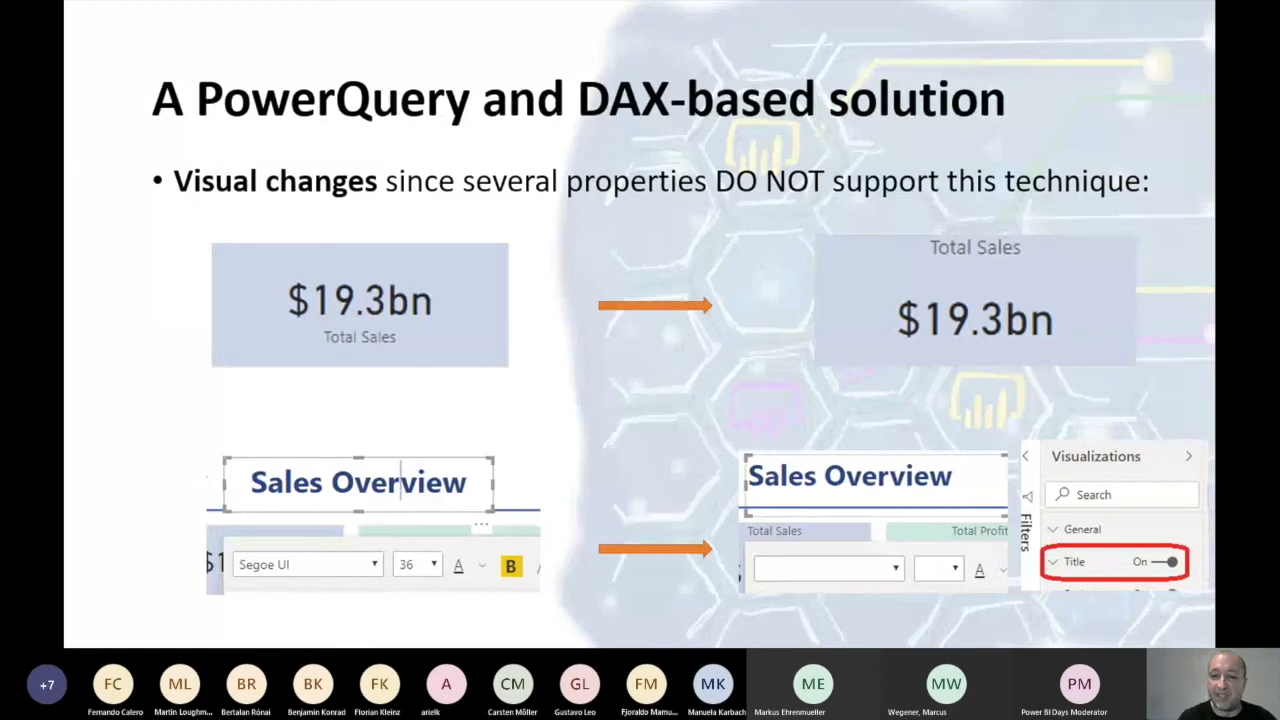 A PowerQuery and DAX-based solution
• Visual changes since several properties DO NOT support this technique:
$19.3bn
Total Sales
Total Sales
$19.3bn
Sales Overview
Segoe UI
36
A
B
Sales Overview
Total Sales
Total Profit
A
Filters
Visualizations
Search
General
Title On
+7
FC
ML
BR
BK
FK
A
CM
GL
FM
MK
ME
MW
PM
Fernando Calero
Martin Loughm...
Bertalan Rónai
Benjamin Konrad
Florian Kleinz
arielk
Carsten Möller
Gustavo Leo
Fjoraldo Mamu...
Manuela Karbach
Markus Ehrenmueller
Wegener, Marcus
Power BI Days Moderator